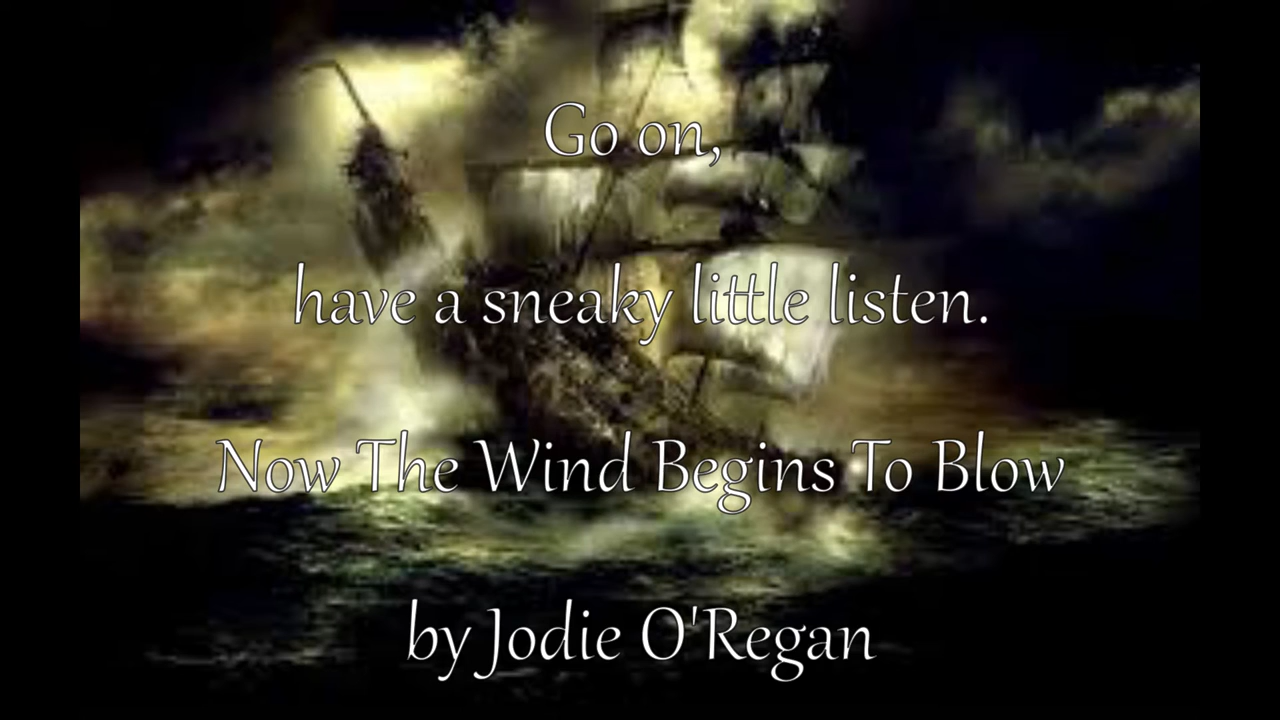 Go on,
have a sneaky little listen.
Now The Wind Begins To Blow
by Jodie O'Regan